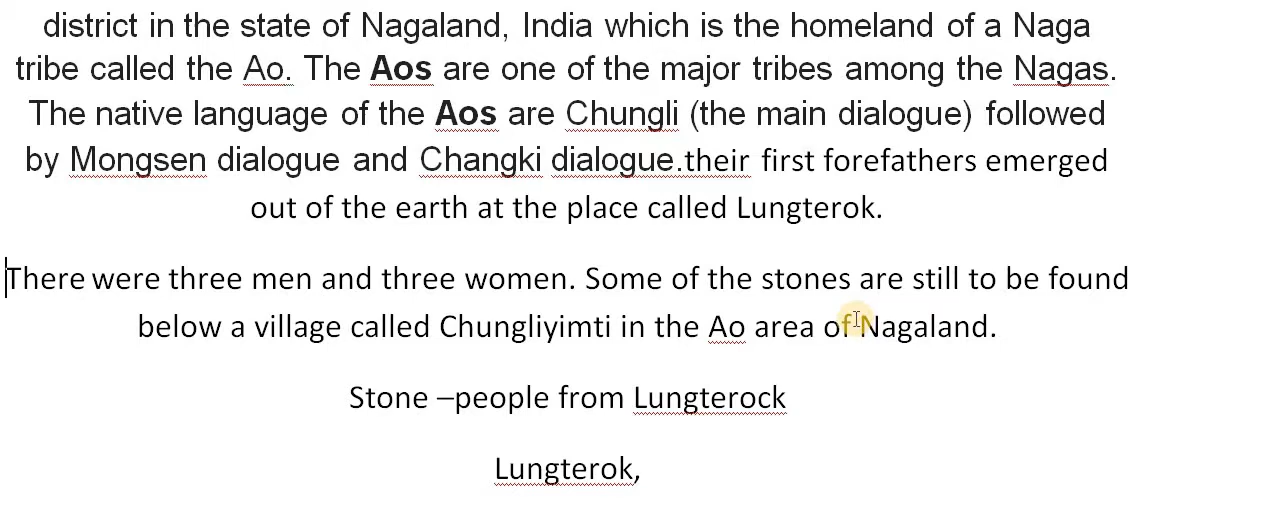 district in the state of Nagaland, India which is the homeland of a Naga
tribe called the Ao. The Aos are one of the major tribes among the Nagas.
The native language of the Aos are Chungli (the main dialogue) followed
by Mongsen dialogue and Changki dialogue.their first forefathers emerged
out of the earth at the place called Lungterok.
There were three men and three women. Some of the stones are still to be found
below a village called Chungliyimti in the Ao area of Nagaland.
Stone –people from Lungterock
Lungterok,